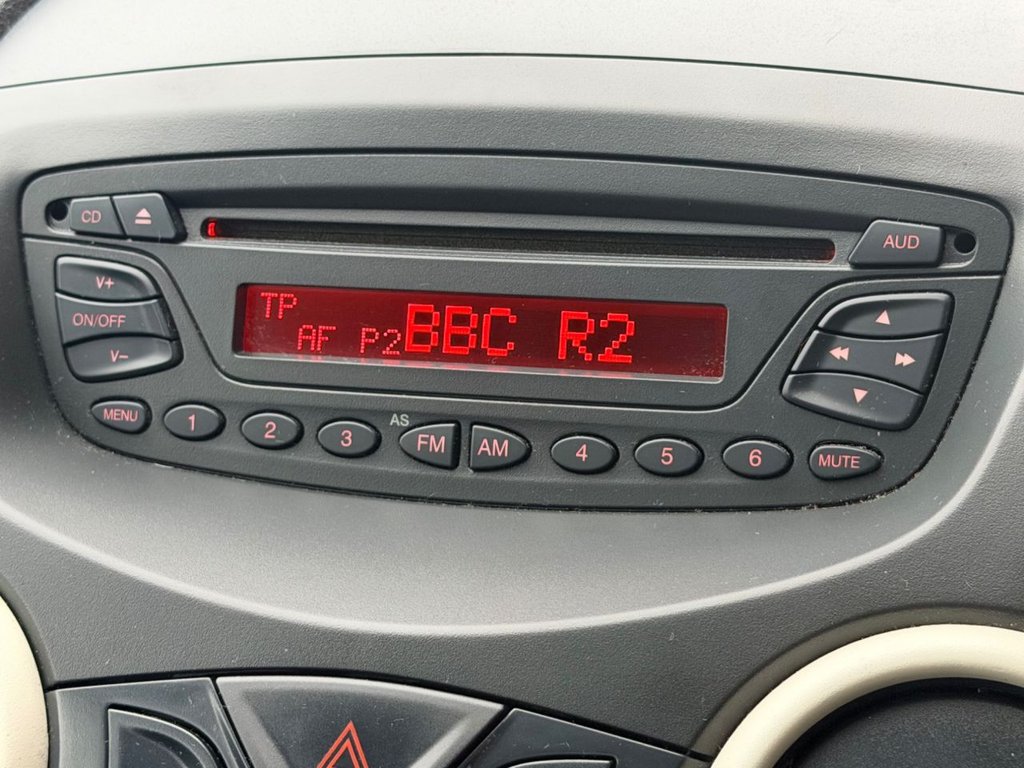 CD AUD
V+
ON/OFF
V-
TP
AF P2 BBC R2
MENU 1 2 3 AS FM AM 4 5 6 MUTE